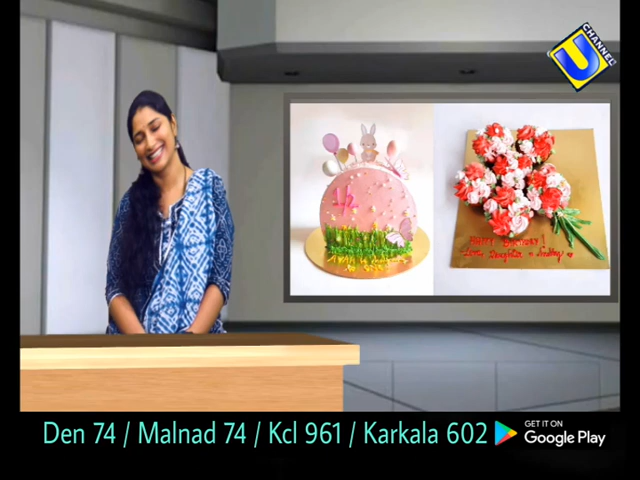 U
CHANNEL
HAPPY BIRTHDAY!
Den 74 / Malnad 74 / Kcl 961 / Karkala 602
GET IT ON
Google Play